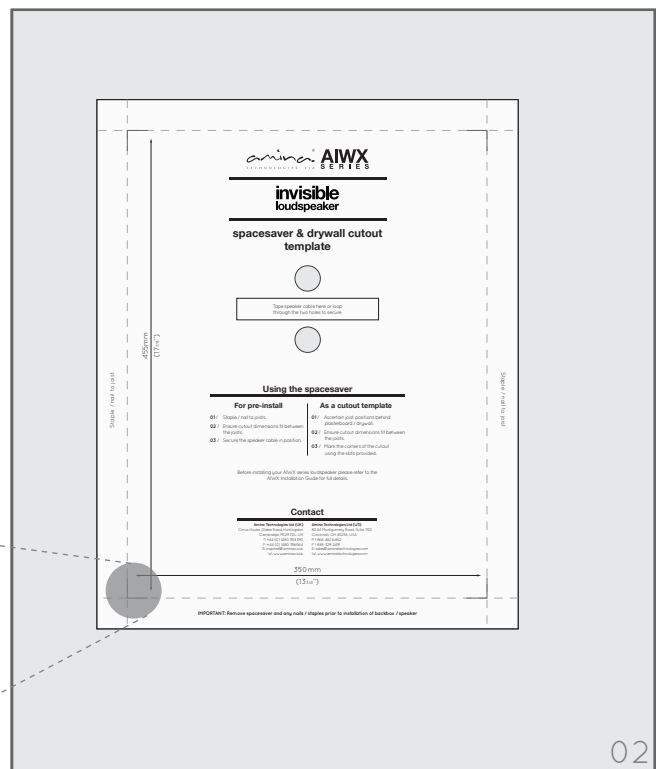 amina. AIWX
TECHNOLOGIES LTD SERIES
invisible
loudspeaker
spacesaver & drywall cutout
template
Tape speaker cable here or loop
through the two holes to secure
455mm
Staple / nail to joist
Staple / nail to joist
Using the spacesaver
For pre-install
01/ Staple / nail to joists.
02/ Ensure cutout dimensions fit between
the joists.
03/ Secure the speaker cable in position.
As a cutout template
01/ Ascertain joist positions behind
plasterboard / drywall.
02/ Ensure cutout dimensions fit between
the joists.
03/ Mark the corners of the cutout
using the slots provided.
Before installing your AIWX series loudspeaker please refer to the
AIWX Installation Guide for full details.
Contact
Amina Technologies Ltd (UK)
Amina Technologies Ltd (US)
350mm
IMPORTANT: Remove spacesaver and any nails / staples prior to installation of backbox / speaker
02